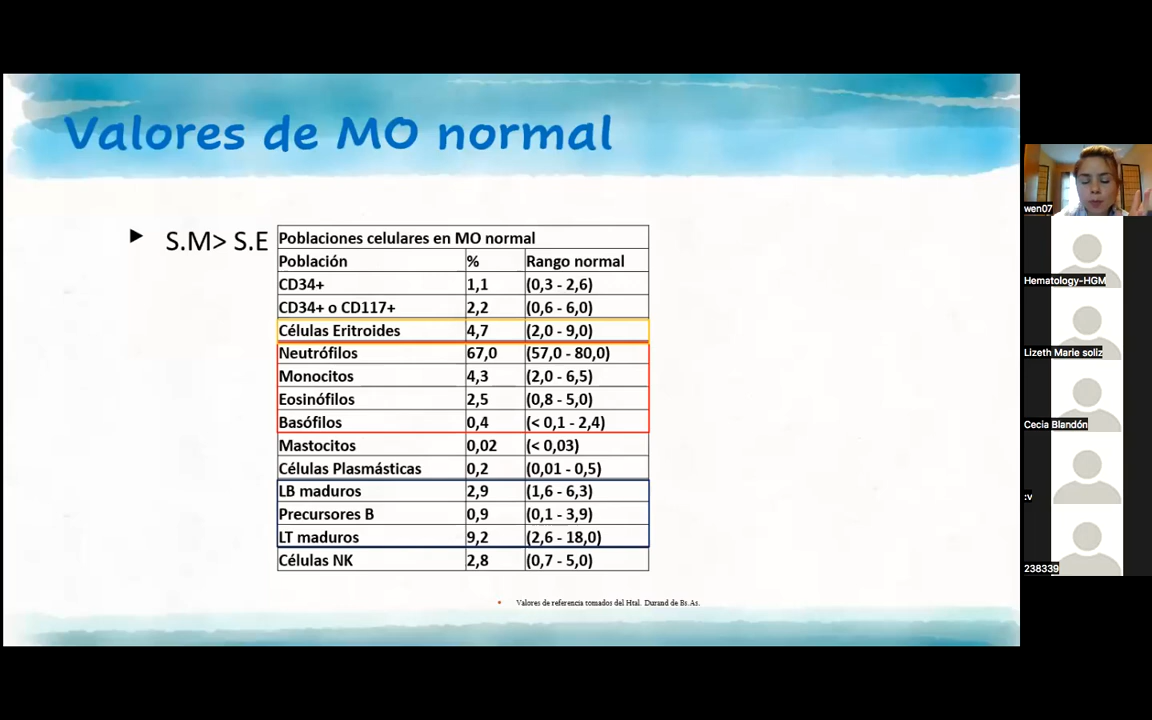 Valores de MO normal
S.M> S.E
Poblaciones celulares en MO normal
Población % Rango normal
CD34+ 1,1 (0,3 - 2,6)
CD34+ o CD117+ 2,2 (0,6 - 6,0)
Células Eritroides 4,7 (2,0 - 9,0)
Neutrófilos 67,0 (57,0 - 80,0)
Monocitos 4,3 (2,0 - 6,5)
Eosinófilos 2,5 (0,8 - 5,0)
Basófilos 0,4 (< 0,1 - 2,4)
Mastocitos 0,02 (< 0,03)
Células Plasmásticas 0,2 (0,01 - 0,5)
LB maduros 2,9 (1,6 - 6,3)
Precursores B 0,9 (0,1 - 3,9)
LT maduros 9,2 (2,6 - 18,0)
Células NK 2,8 (0,7 - 5,0)
Valores de referencia tomados del Htal. Durand de Bs.As.
wen07
Hematology-HGM
Lizeth Marie soliz
Cecia Blandón
:v
238339